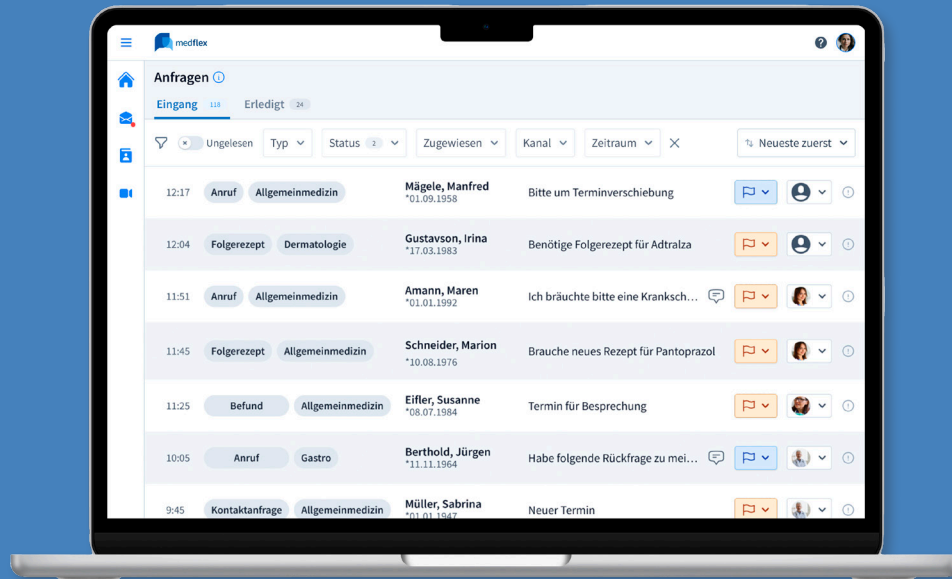 medflex
?
Anfragen i
Eingang 118 Erledigt 24
Ungelesen Typ Status 2 Zugewiesen Kanal Zeitraum Neueste zuerst
12:17 Anruf Allgemeinmedizin Mägele, Manfred Bitte um Terminverschiebung
*01.09.1958
12:04 Folgerezept Dermatologie Gustavson, Irina Benötige Folgerezept für Adtralza
*17.03.1983
11:51 Anruf Allgemeinmedizin Amann, Maren Ich bräuchte bitte eine Kranksch...
*01.01.1992
11:45 Folgerezept Allgemeinmedizin Schneider, Marion Brauche neues Rezept für Pantoprazol
*10.08.1976
11:25 Befund Allgemeinmedizin Eifler, Susanne Termin für Besprechung
*08.07.1984
10:05 Anruf Gastro Berthold, Jürgen Habe folgende Rückfrage zu mei...
*11.11.1964
9:45 Kontaktanfrage Allgemeinmedizin Müller, Sabrina Neuer Termin
*01.01.1947